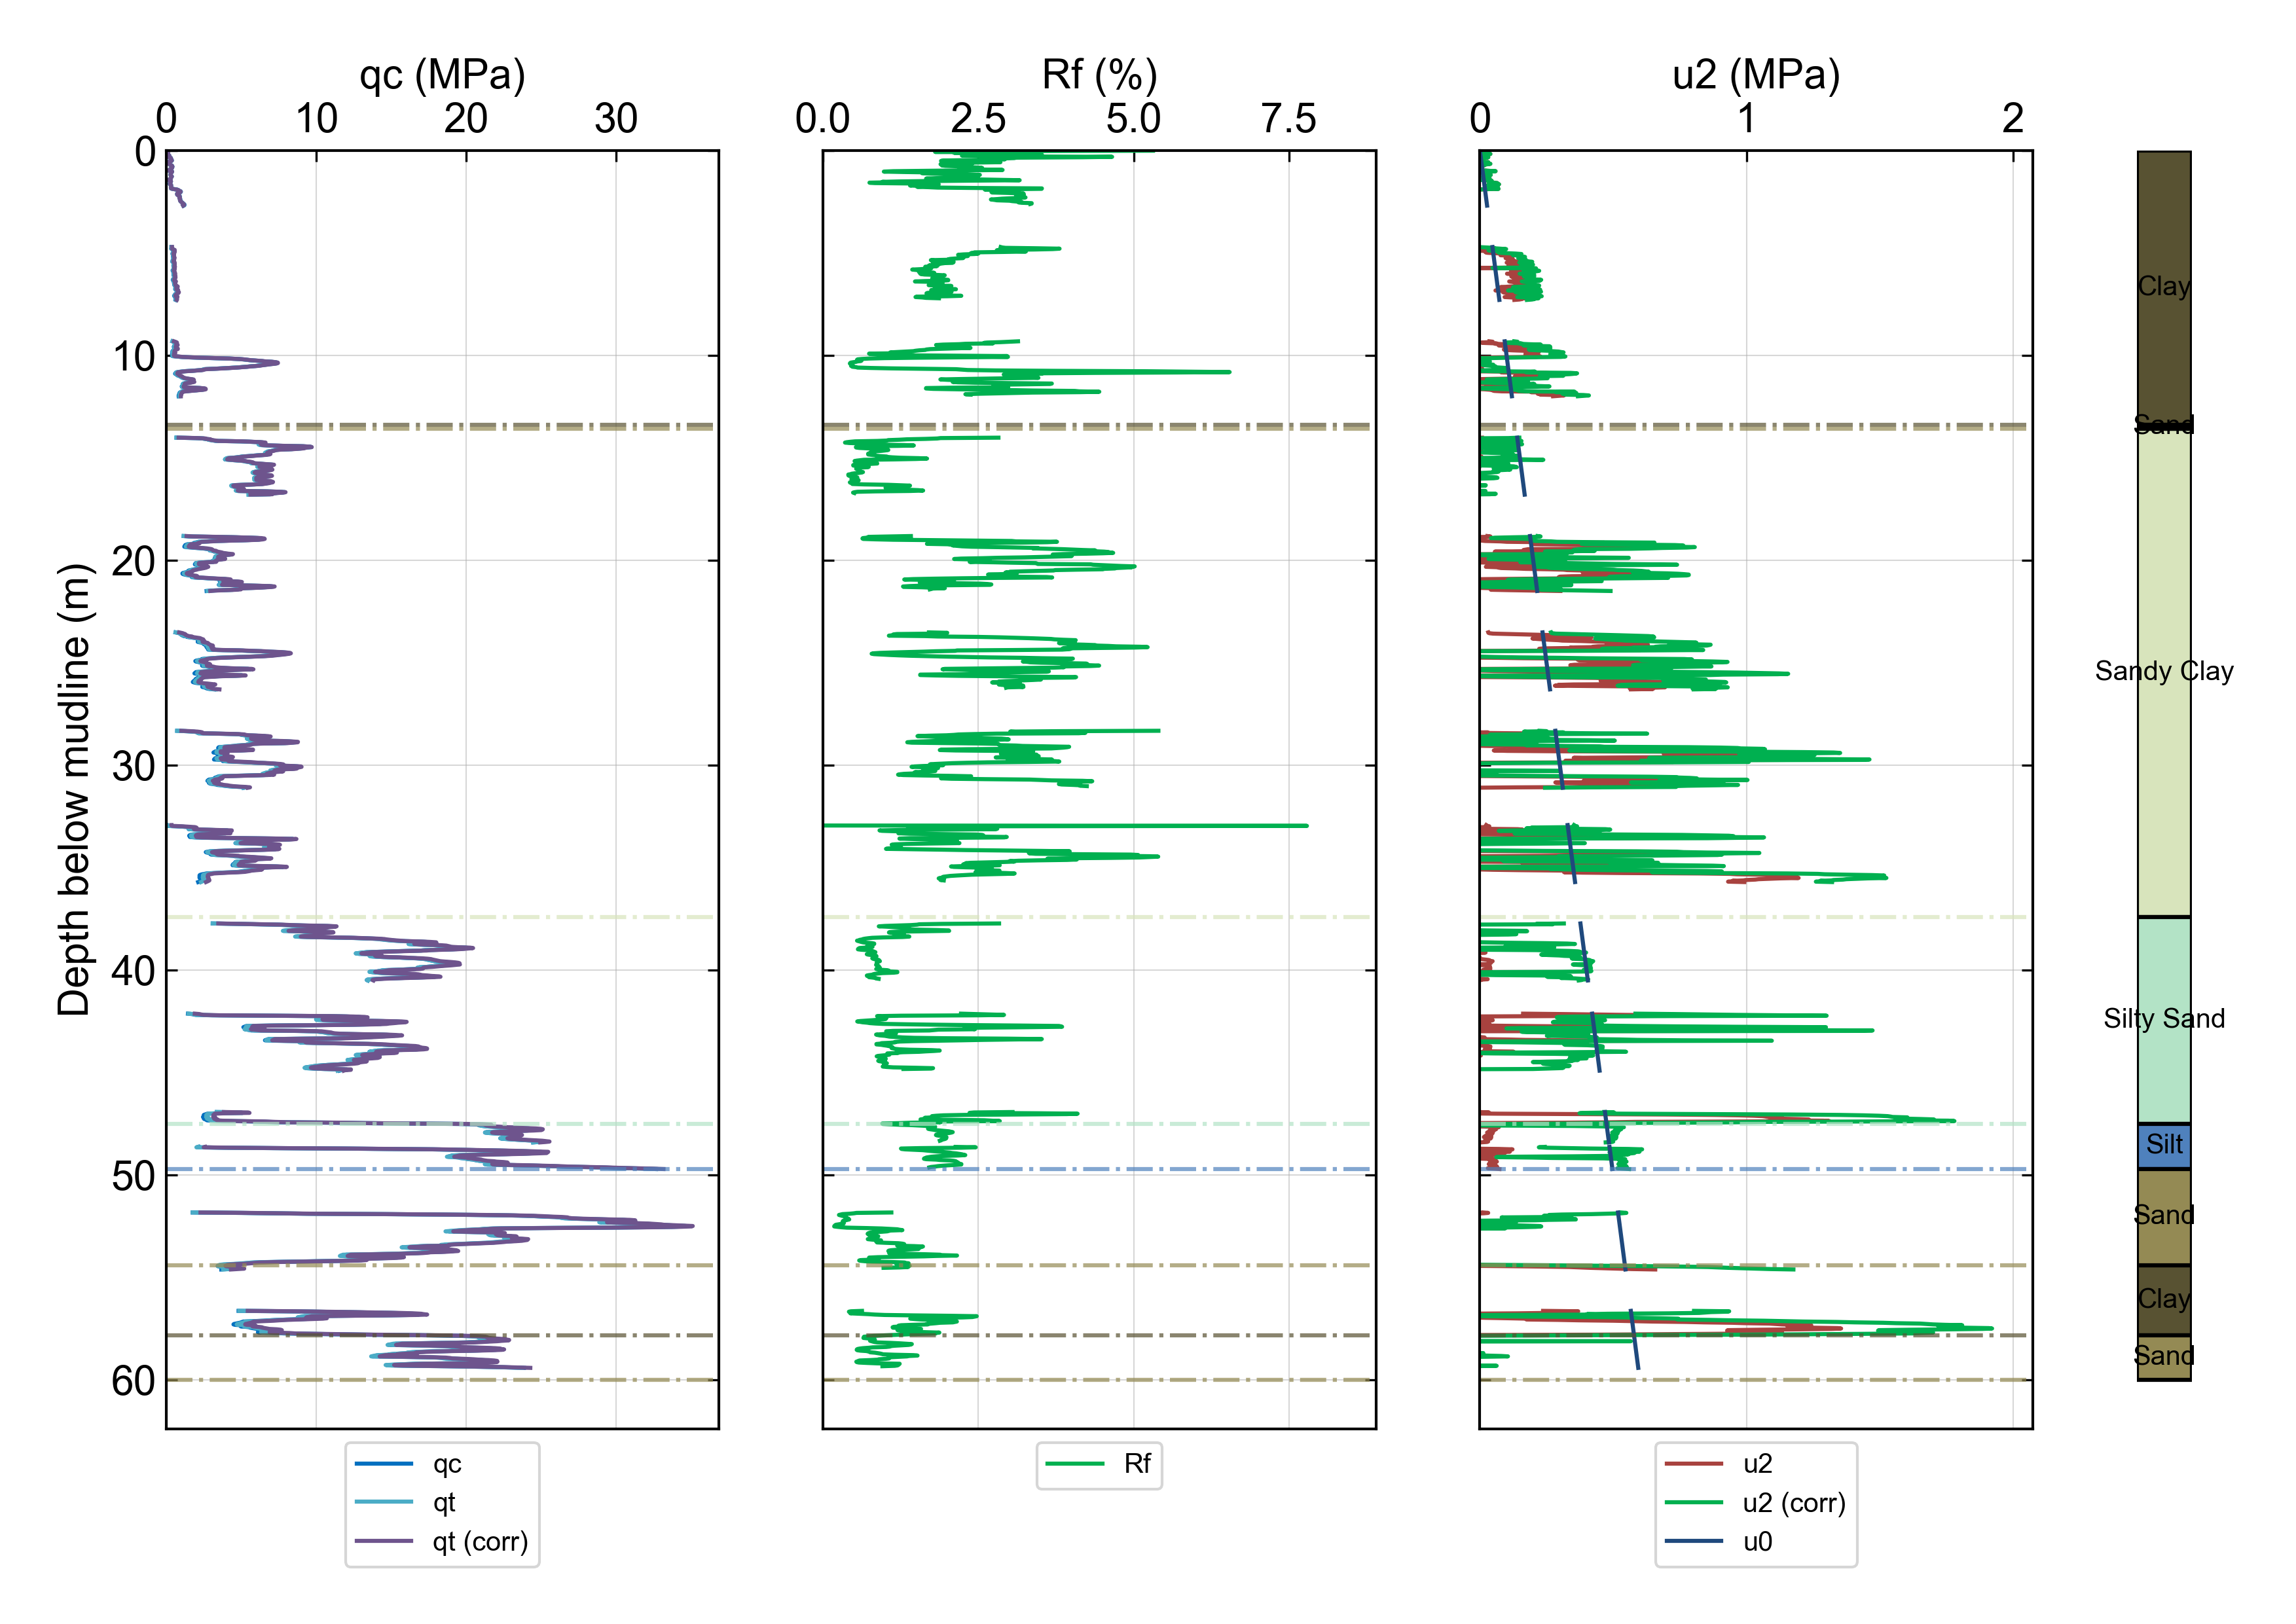 qc (MPa)
Rf (%)
u2 (MPa)
0 10 20 30
0.0 2.5 5.0 7.5
0 1 2
0
10
20
30
40
50
60
Depth below mudline (m)
Clay
Sand
Sandy Clay
Silty Sand
Silt
Sand
Clay
Sand
qc
qt
qt (corr)
Rf
u2
u2 (corr)
u0